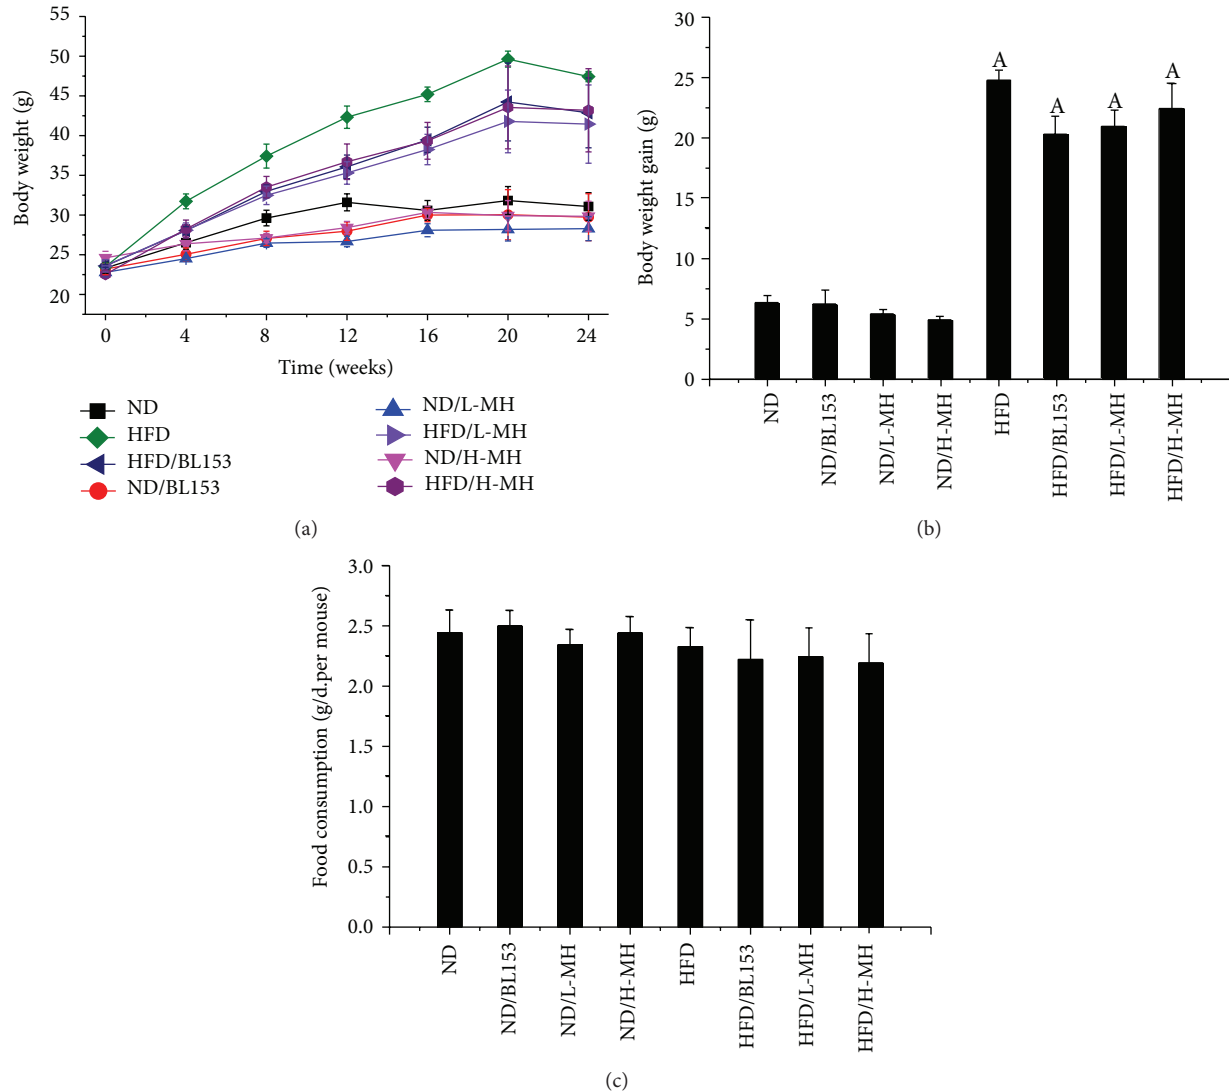 Body weight (g)
55
50
45
40
35
30
25
20
0 4 8 12 16 20 24
Time (weeks)
ND
HFD
HFD/BL153
ND/BL153
ND/L-MH
HFD/L-MH
ND/H-MH
HFD/H-MH
(a)
Body weight gain (g)
30
25
20
15
10
5
0
A
A
A
A
ND
ND/BL153
ND/L-MH
ND/H-MH
HFD
HFD/BL153
HFD/L-MH
HFD/H-MH
(b)
Food consumption (g/d.per mouse)
3.0
2.5
2.0
1.5
1.0
0.5
0.0
ND
ND/BL153
ND/L-MH
ND/H-MH
HFD
HFD/BL153
HFD/L-MH
HFD/H-MH
(c)